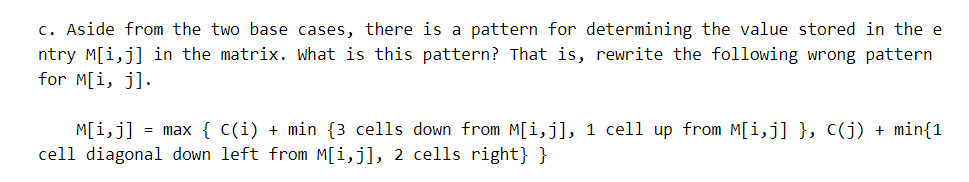 c. Aside from the two base cases, there is a pattern for determining the value stored in the e
ntry M[i,j] in the matrix. What is this pattern? That is, rewrite the following wrong pattern
for M[i, j].
M[i,j] = max { C(i) + min {3 cells down from M[i,j], 1 cell up from M[i,j] }, C(j) + min{1
cell diagonal down left from M[i,j], 2 cells right} }